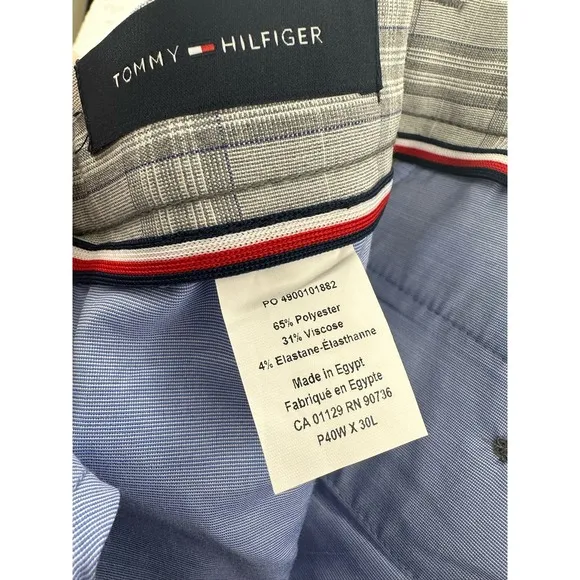 TOMMY HILFIGER
PO 4900101882
65% Polyester
31% Viscose
4% Elastane-Élasthanne
Made in Egypt
Fabriqué en Egypte
CA 01129 RN 90736
P40W X 30L